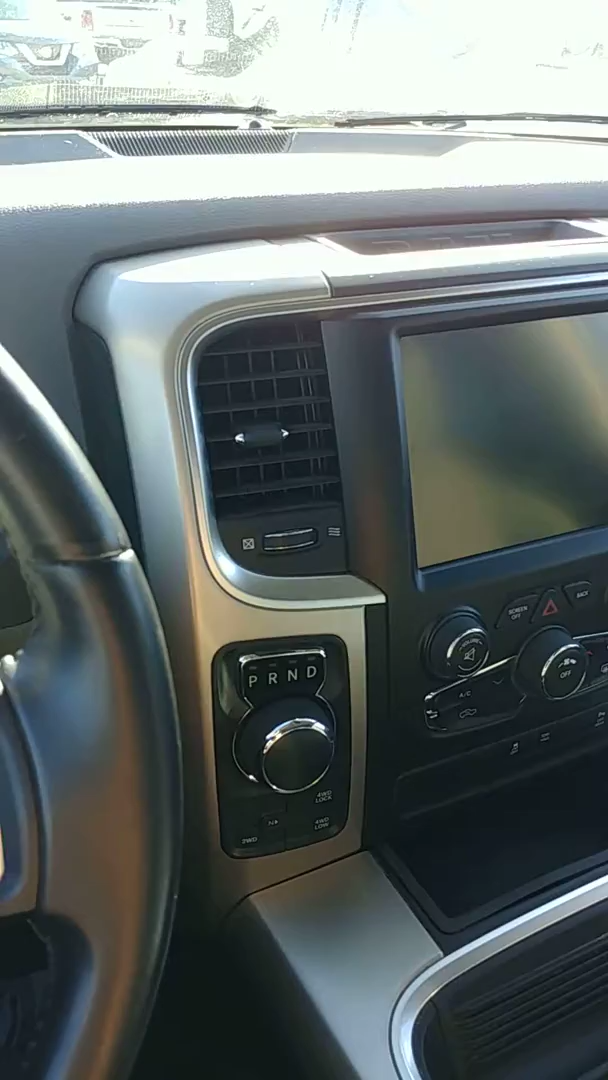 SCREEN
OFF
BACK
VOLUME
OFF
A/C
P R N D
4WD
LOCK
N
2WD
4WD
LOW